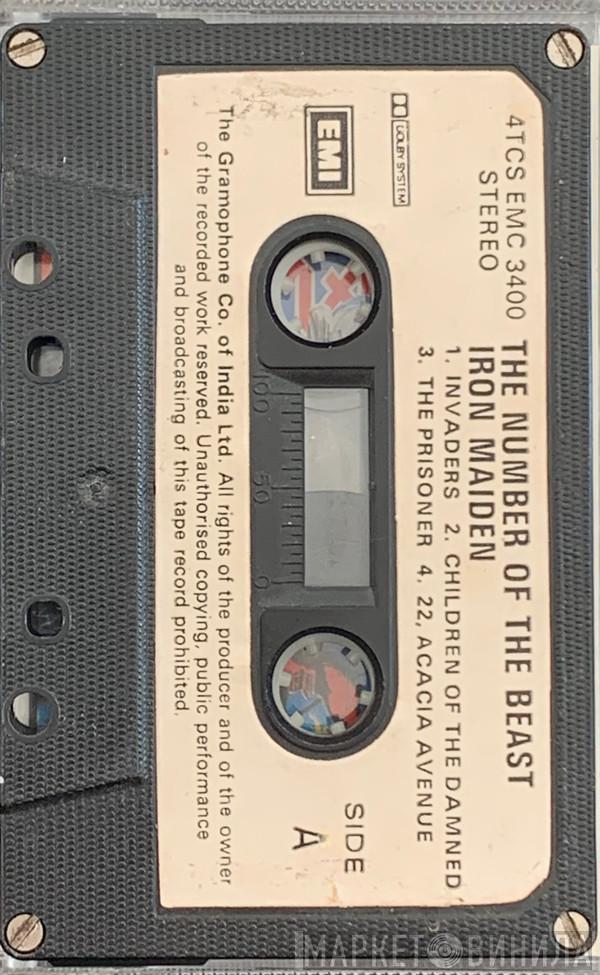 4TCS EMC 3400
STEREO
THE NUMBER OF THE BEAST
IRON MAIDEN
1. INVADERS 2. CHILDREN OF THE DAMNED
3. THE PRISONER 4. 22, ACACIA AVENUE
DOLBY SYSTEM
EMI
SIDE
A
100 50 0
The Gramophone Co. of India Ltd. All rights of the producer and of the owner
of the recorded work reserved. Unauthorised copying, public performance
and broadcasting of this tape record prohibited.
МАРКЕТ ВИНИЛА